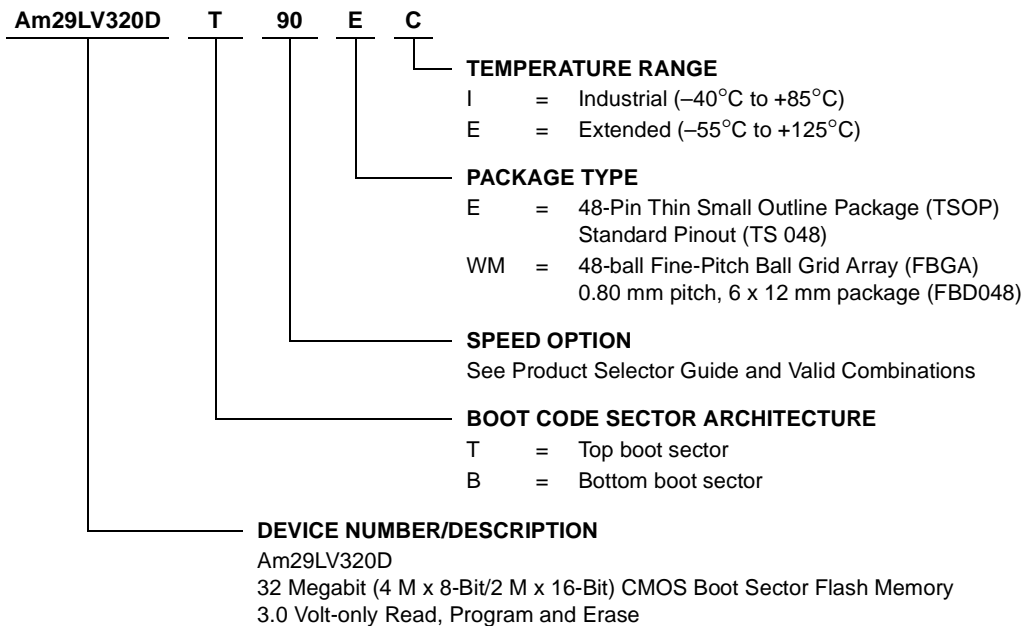 Am29LV320D T 90 E C
TEMPERATURE RANGE
I = Industrial (–40°C to +85°C)
E = Extended (–55°C to +125°C)
PACKAGE TYPE
E = 48-Pin Thin Small Outline Package (TSOP)
Standard Pinout (TS 048)
WM = 48-ball Fine-Pitch Ball Grid Array (FBGA)
0.80 mm pitch, 6 x 12 mm package (FBD048)
SPEED OPTION
See Product Selector Guide and Valid Combinations
BOOT CODE SECTOR ARCHITECTURE
T = Top boot sector
B = Bottom boot sector
DEVICE NUMBER/DESCRIPTION
Am29LV320D
32 Megabit (4 M x 8-Bit/2 M x 16-Bit) CMOS Boot Sector Flash Memory
3.0 Volt-only Read, Program and Erase